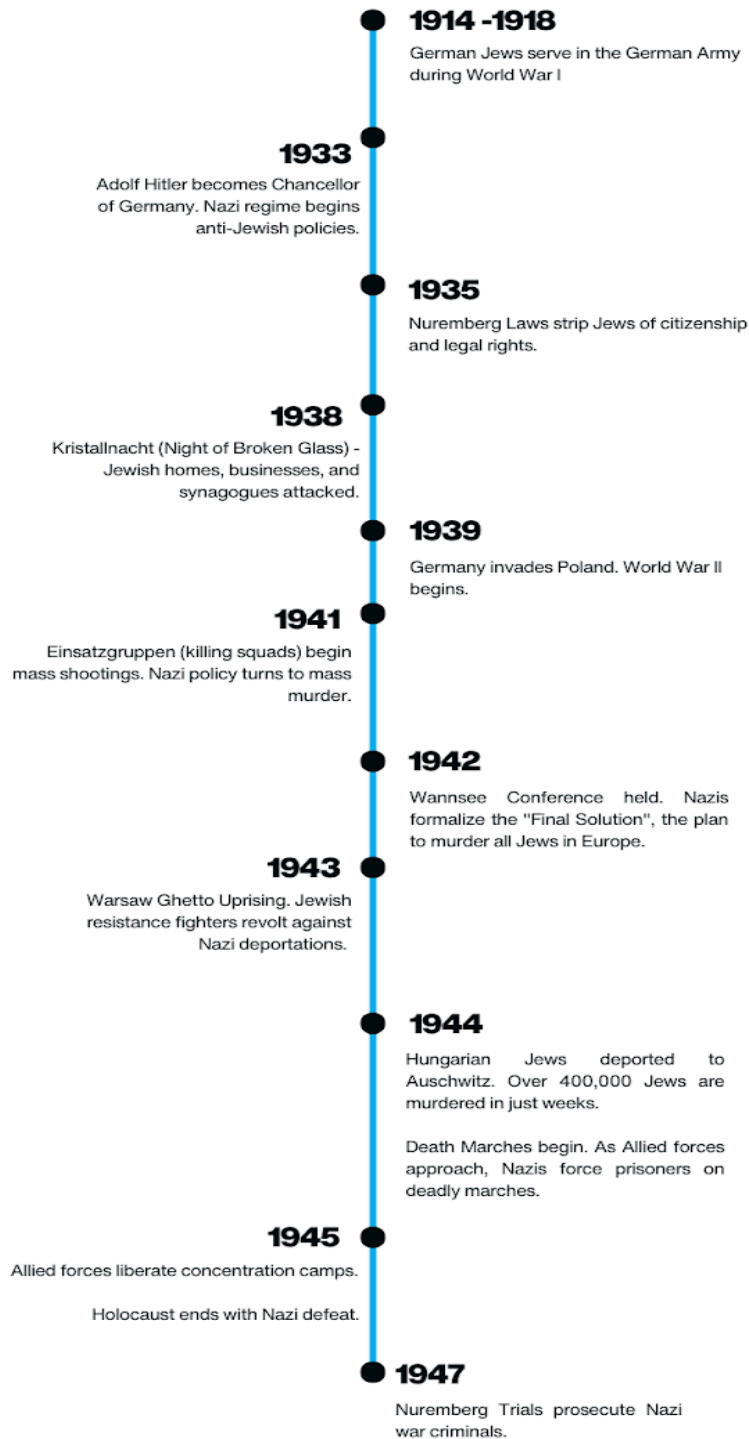 1914 -1918
German Jews serve in the German Army
during World War I
1933
Adolf Hitler becomes Chancellor
of Germany. Nazi regime begins
anti-Jewish policies.
1935
Nuremberg Laws strip Jews of citizenship
and legal rights.
1938
Kristallnacht (Night of Broken Glass) -
Jewish homes, businesses, and
synagogues attacked.
1939
Germany invades Poland. World War II
begins.
1941
Einsatzgruppen (killing squads) begin
mass shootings. Nazi policy turns to mass
murder.
1942
Wannsee Conference held. Nazis
formalize the "Final Solution", the plan
to murder all Jews in Europe.
1943
Warsaw Ghetto Uprising. Jewish
resistance fighters revolt against
Nazi deportations.
1944
Hungarian Jews deported to
Auschwitz. Over 400,000 Jews are
murdered in just weeks.
Death Marches begin. As Allied forces
approach, Nazis force prisoners on
deadly marches.
1945
Allied forces liberate concentration camps.
Holocaust ends with Nazi defeat.
1947
Nuremberg Trials prosecute Nazi
war criminals.